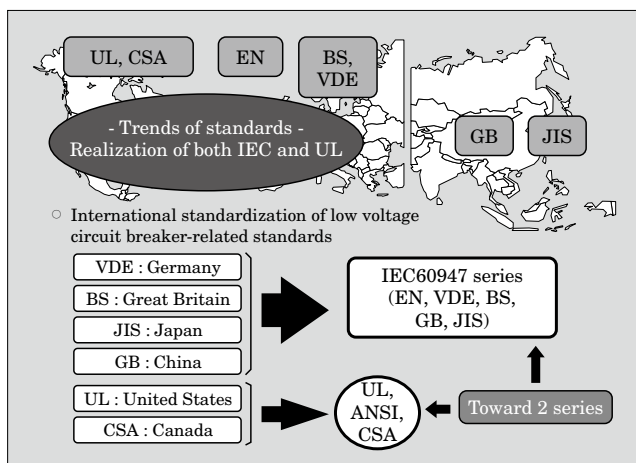 UL, CSA
EN
BS,
VDE
- Trends of standards -
Realization of both IEC and UL
GB
JIS
○ International standardization of low voltage
circuit breaker-related standards
VDE : Germany
BS : Great Britain
JIS : Japan
GB : China
IEC60947 series
(EN, VDE, BS,
GB, JIS)
UL : United States
CSA : Canada
UL,
ANSI,
CSA
Toward 2 series